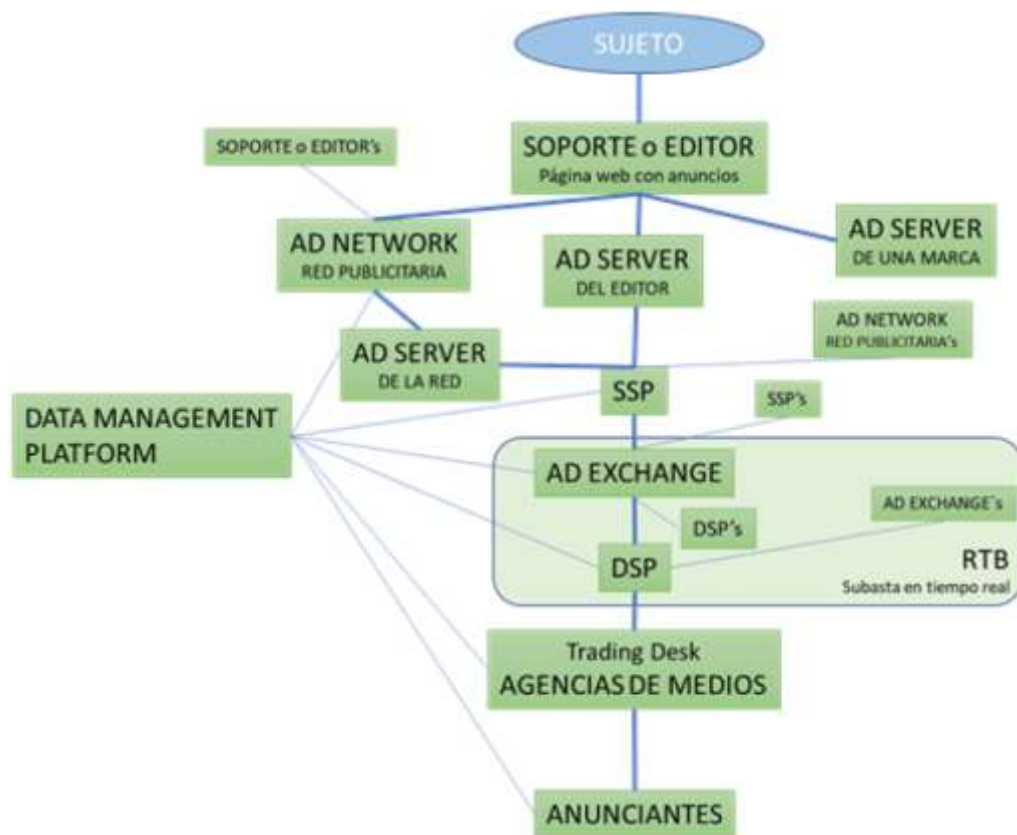 SUJETO
SOPORTE o EDITOR
Página web con anuncios
SOPORTE o EDITOR's
AD NETWORK
RED PUBLICITARIA
AD SERVER
DEL EDITOR
AD SERVER
DE UNA MARCA
AD SERVER
DE LA RED
AD NETWORK
RED PUBLICITARIA's
SSP
SSP's
DATA MANAGEMENT
PLATFORM
AD EXCHANGE
AD EXCHANGE´s
DSP's
DSP
RTB
Subasta en tiempo real
Trading Desk
AGENCIAS DE MEDIOS
ANUNCIANTES